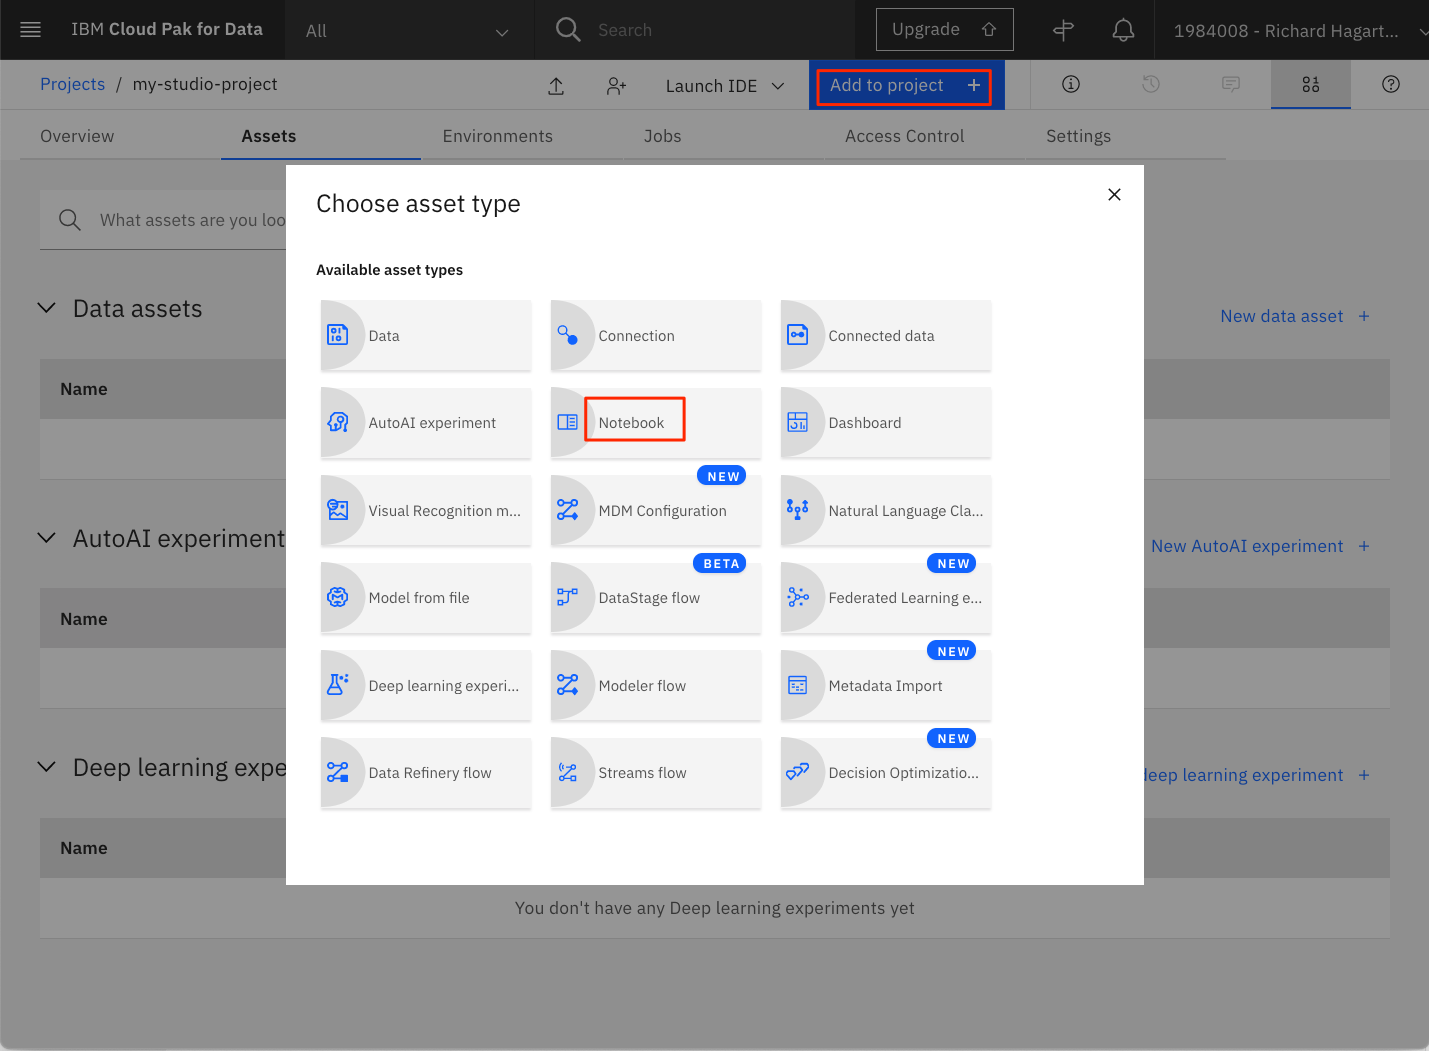 IBM Cloud Pak for Data
All
Search
Upgrade
1984008 - Richard Hagart...
Projects / my-studio-project
Launch IDE
Add to project +
Overview
Assets
Environments
Jobs
Access Control
Settings
What assets are you loo
Choose asset type
Available asset types
Data
Connection
Connected data
AutoAI experiment
Notebook
Dashboard
Visual Recognition m...
NEW
MDM Configuration
Natural Language Cla...
Model from file
BETA
DataStage flow
NEW
Federated Learning e...
Deep learning experi...
Modeler flow
NEW
Metadata Import
Data Refinery flow
Streams flow
NEW
Decision Optimizatio...
Data assets
New data asset +
Name
AutoAI experiment
New AutoAI experiment +
Name
Deep learning expe
deep learning experiment +
Name
You don't have any Deep learning experiments yet